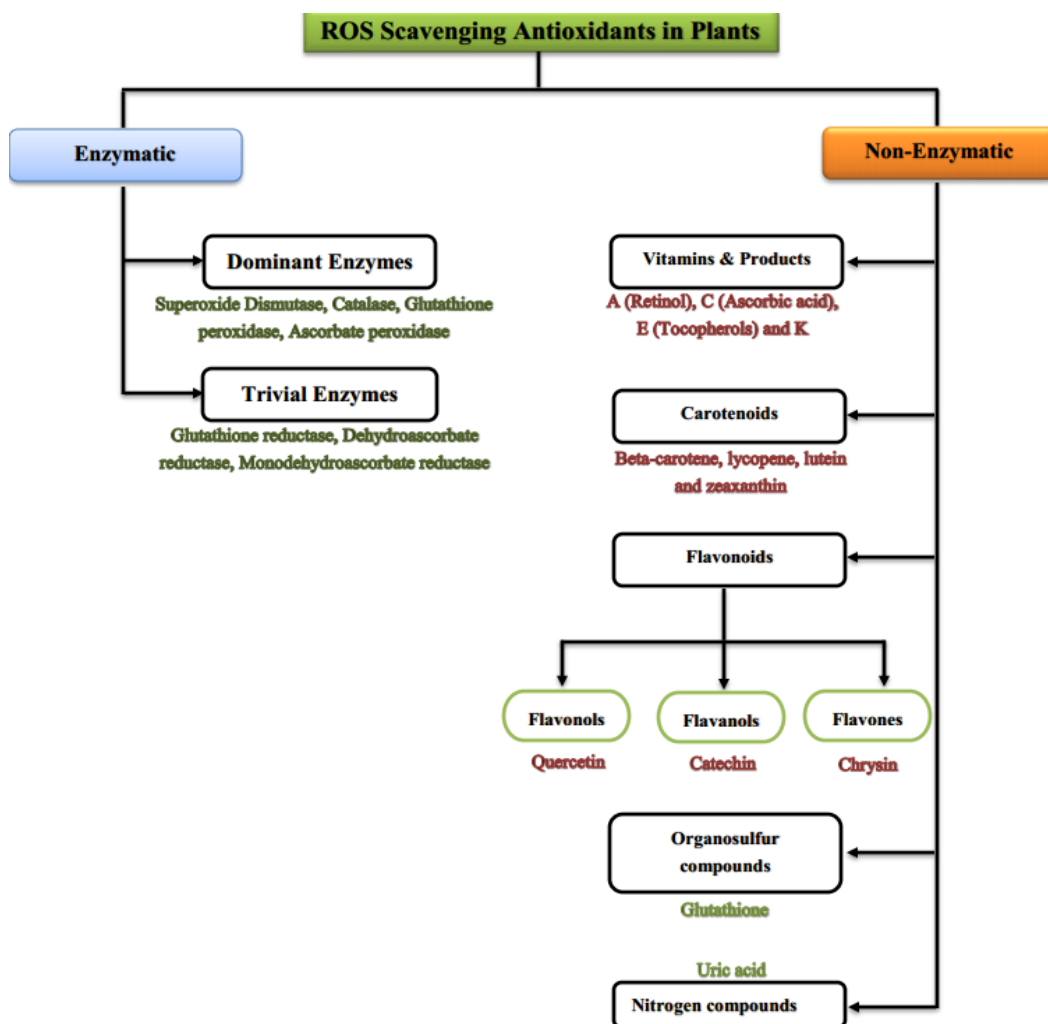 ROS Scavenging Antioxidants in Plants
Enzymatic
Non-Enzymatic
Dominant Enzymes
Superoxide Dismutase, Catalase, Glutathione
peroxidase, Ascorbate peroxidase
Trivial Enzymes
Glutathione reductase, Dehydroascorbate
reductase, Monodehydroascorbate reductase
Vitamins & Products
A (Retinol), C (Ascorbic acid),
E (Tocopherols) and K
Carotenoids
Beta-carotene, lycopene, lutein
and zeaxanthin
Flavonoids
Flavonols
Flavanols
Flavones
Quercetin
Catechin
Chrysin
Organosulfur
compounds
Glutathione
Uric acid
Nitrogen compounds